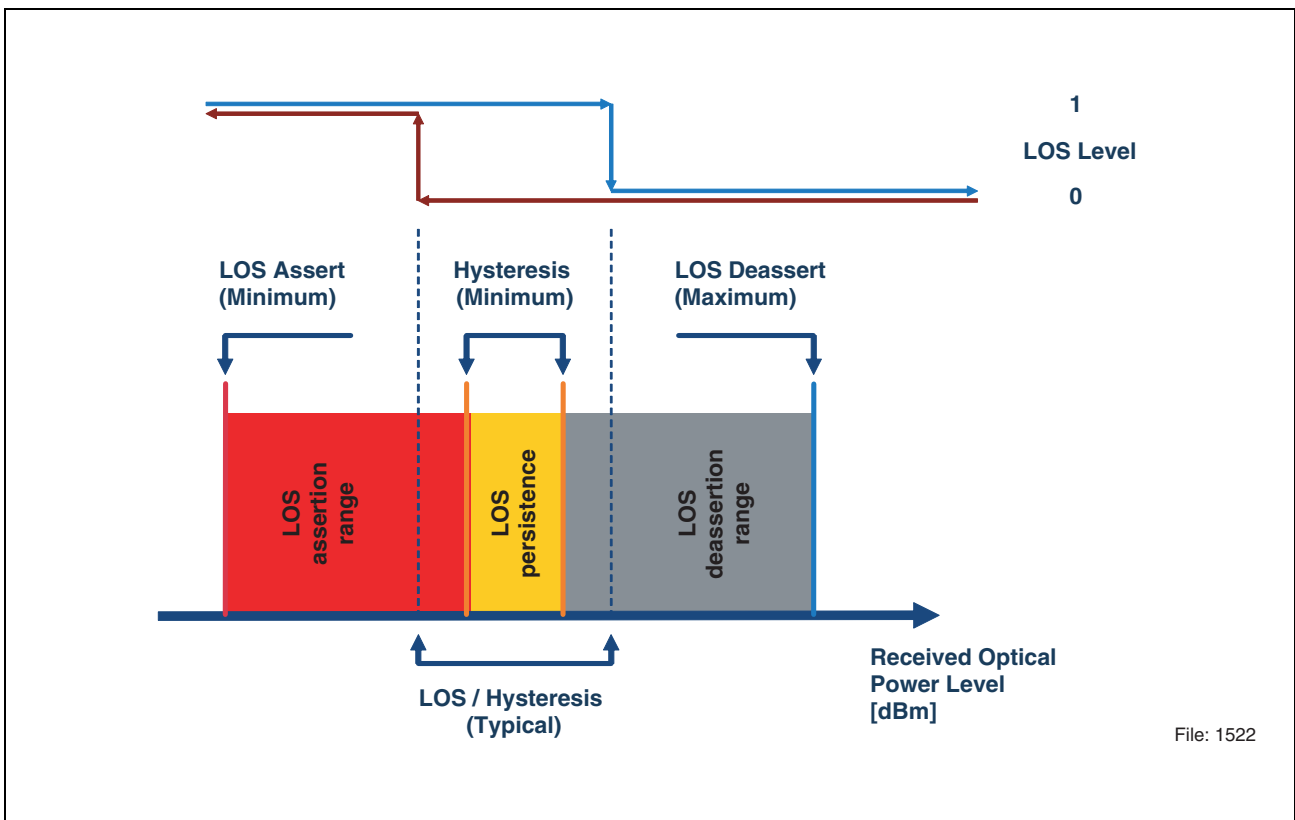 1
LOS Level
0
LOS Assert
(Minimum)
Hysteresis
(Minimum)
LOS Deassert
(Maximum)
LOS
assertion
range
LOS
persistence
LOS
deassertion
range
LOS / Hysteresis
(Typical)
Received Optical
Power Level
[dBm]
File: 1522